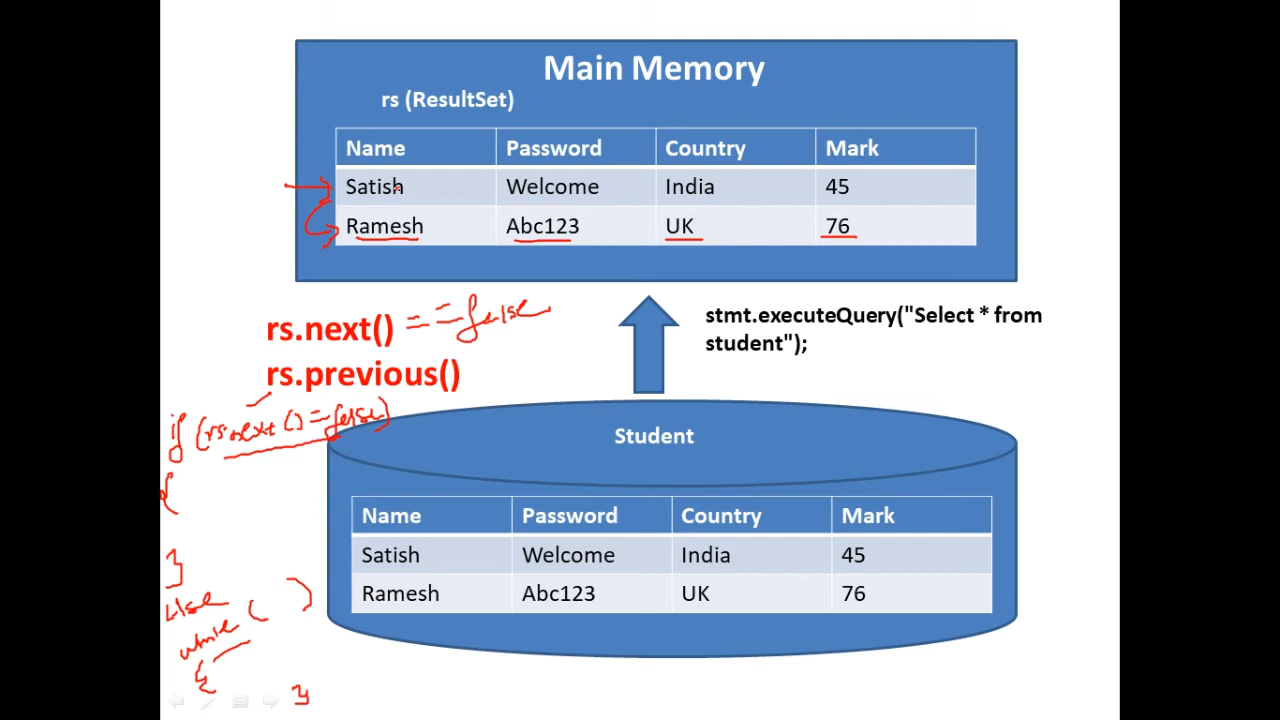 Main Memory
rs (ResultSet)
Name Password Country Mark
Satish Welcome India 45
Ramesh Abc123 UK 76
rs.next() == false
rs.previous()
stmt.executeQuery("Select * from
student");
if (rs.next()=false)
{
}
else
while ( )
{
}
Student
Name Password Country Mark
Satish Welcome India 45
Ramesh Abc123 UK 76